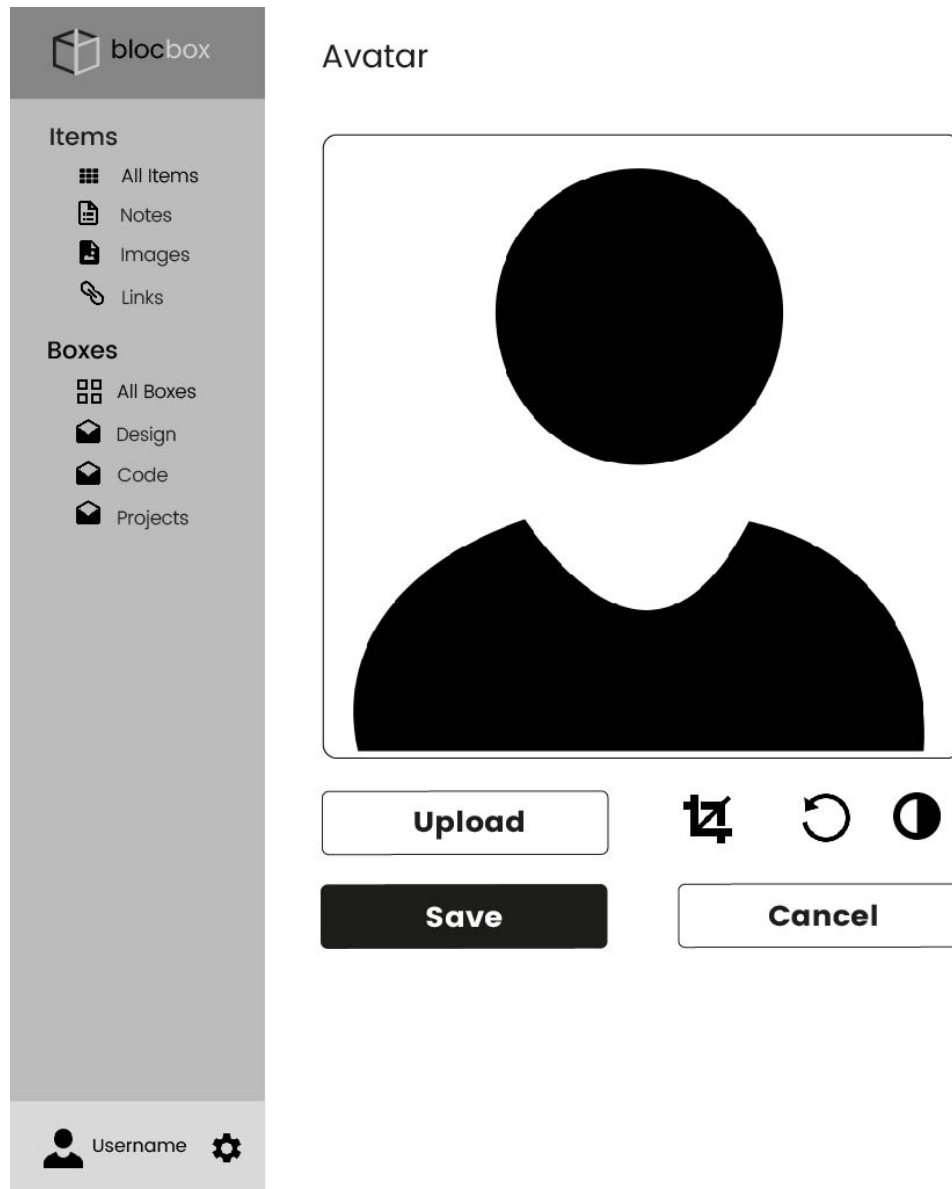 blocbox
Items
All Items
Notes
Images
Links
Boxes
All Boxes
Design
Code
Projects
Username
Avatar
Upload
Save
Cancel